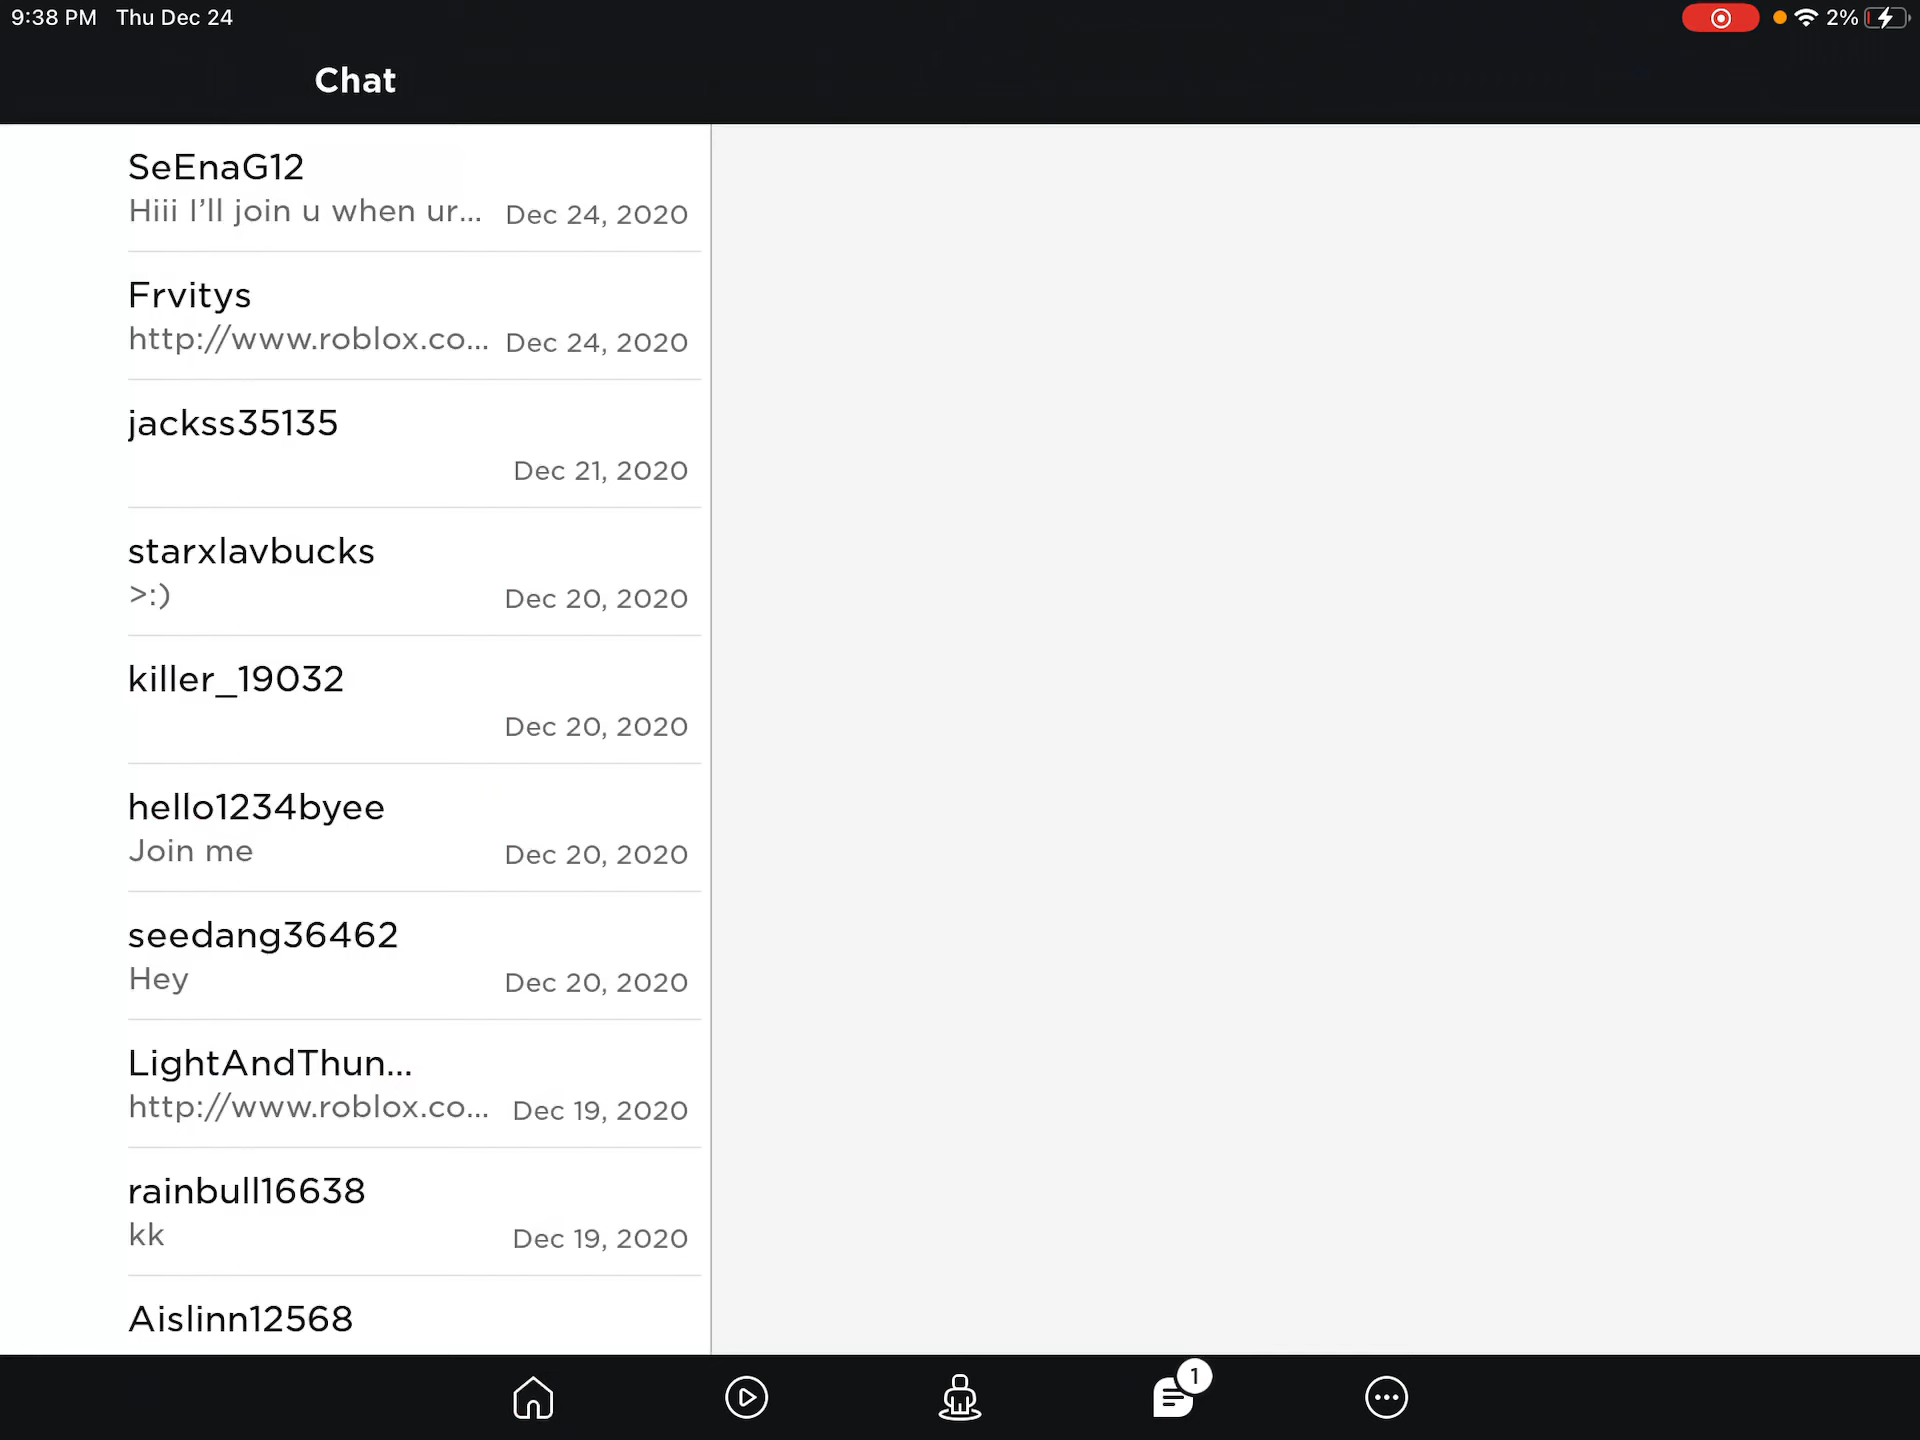 9:38 PM Thu Dec 24
2%
Chat
SeEnaG12
Hiii I’ll join u when ur... Dec 24, 2020
Frvitys
http://www.roblox.co... Dec 24, 2020
jackss35135
Dec 21, 2020
starxlavbucks
>:) Dec 20, 2020
killer_19032
Dec 20, 2020
hello1234byee
Join me Dec 20, 2020
seedang36462
Hey Dec 20, 2020
LightAndThun...
http://www.roblox.co... Dec 19, 2020
rainbull16638
kk Dec 19, 2020
Aislinn12568
1